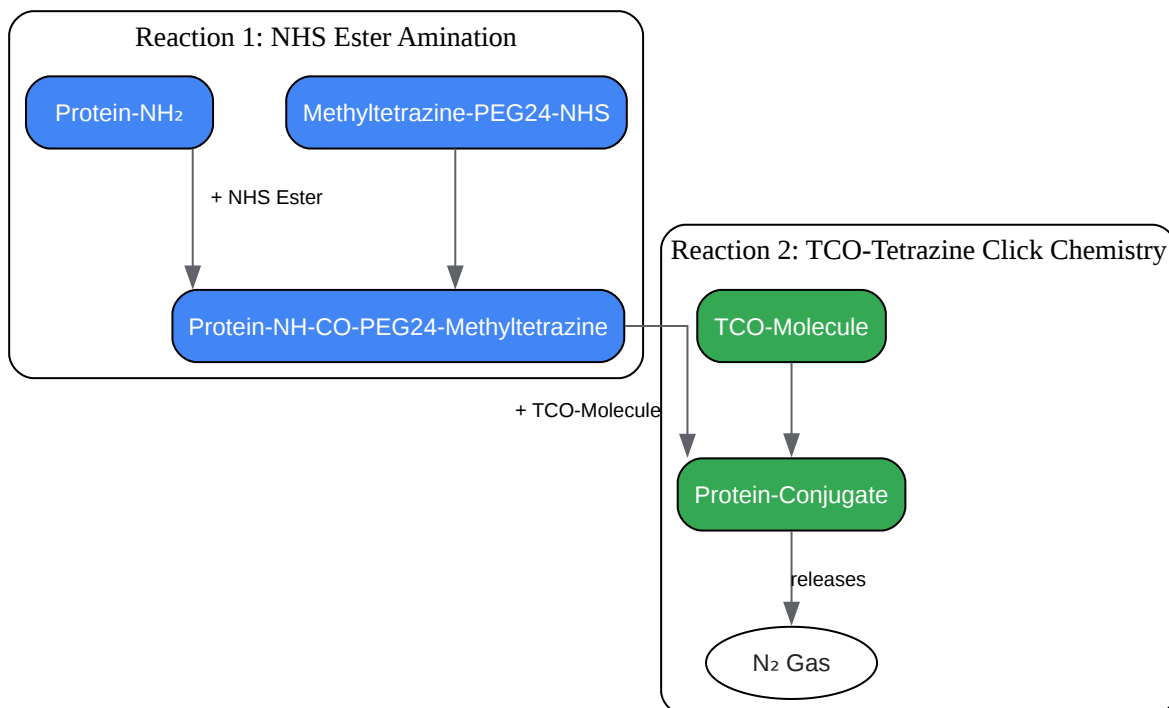 Reaction 1: NHS Ester Amination
Protein-NH₂
Methyltetrazine-PEG24-NHS
+ NHS Ester
Protein-NH-CO-PEG24-Methyltetrazine
Reaction 2: TCO-Tetrazine Click Chemistry
TCO-Molecule
+ TCO-Molecule
Protein-Conjugate
releases
N₂ Gas